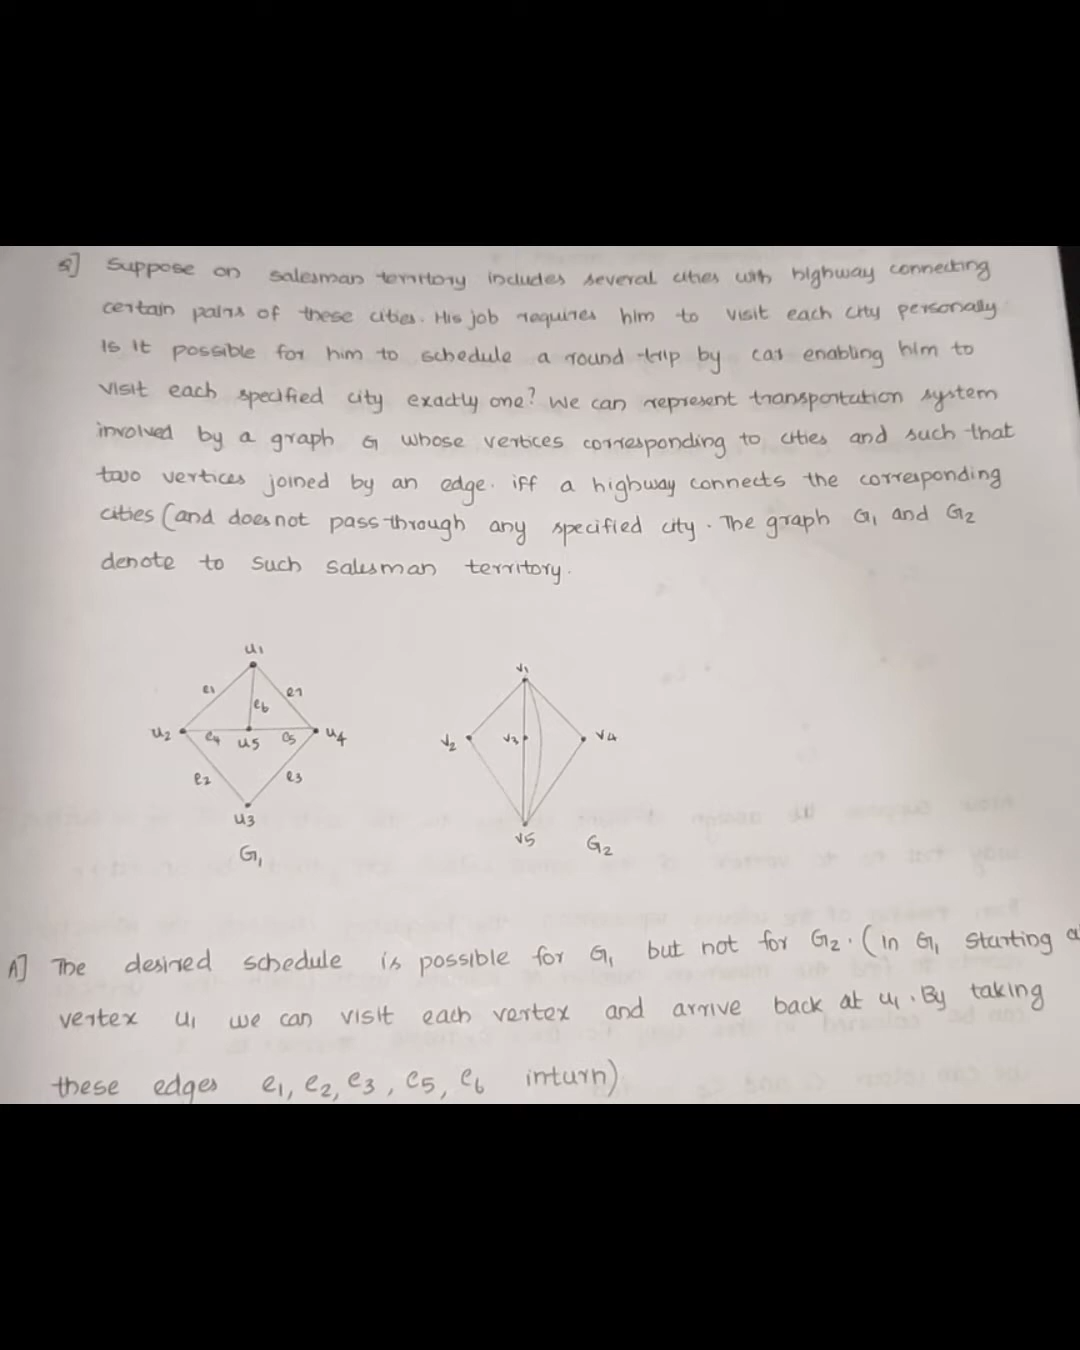 Q] Suppose on salesman territory includes several cities with highway connecting
certain pairs of these cities. His job requires him to visit each city personally
Is it possible for him to schedule a round trip by car enabling him to
visit each specified city exactly one? We can represent transportation system
involved by a graph G whose vertices corresponding to cities and such that
two vertices joined by an edge. iff a highway connects the corresponding
cities (and does not pass through any specified city. The graph G₁ and G₂
denote to such salesman territory.
u₁
e₁ e₇
e₆
u₂ e₄ u₅ e₅ u₄
e₂ e₃
u₃
G₁
v₁
v₂ v₃ v₄
v₅
G₂
A] The desired schedule is possible for G₁ but not for G₂. (In G₁ starting a
vertex u₁ we can visit each vertex and arrive back at u₁. By taking
these edges e₁, e₂, e₃, e₅, e₆ inturn)